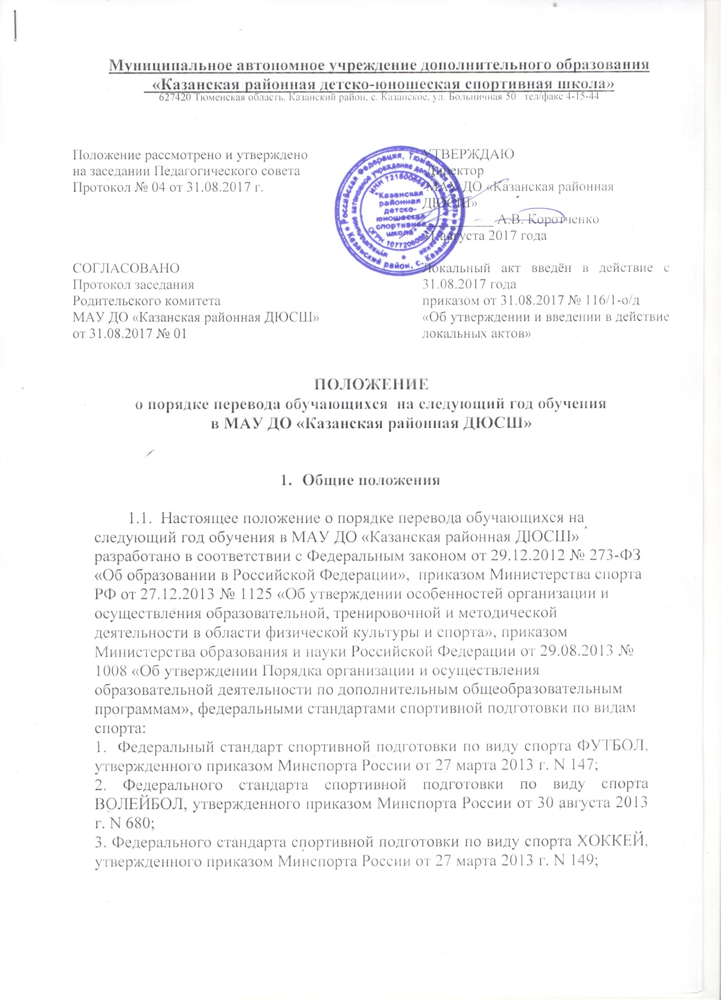 Муниципальное автономное учреждение дополнительного образования
«Казанская районная детско-юношеская спортивная школа»
627420 Тюменская область, Казанский район, с. Казанское, ул. Больничная 50 тел/факс 4-15-44
Положение рассмотрено и утверждено
на заседании Педагогического совета
Протокол № 04 от 31.08.2017 г.
УТВЕРЖДАЮ
Директор
МАУ ДО «Казанская районная
ДЮСШ»
А.В. Коротченко
31 августа 2017 года
"Казанская
районная
детско-
юношеская
спортивная
школа"
СОГЛАСОВАНО
Протокол заседания
Родительского комитета
МАУ ДО «Казанская районная ДЮСШ»
от 31.08.2017 № 01
Локальный акт введён в действие с
31.08.2017 года
приказом от 31.08.2017 № 116/1-о/д
«Об утверждении и введении в действие
локальных актов»
ПОЛОЖЕНИЕ
о порядке перевода обучающихся на следующий год обучения
в МАУ ДО «Казанская районная ДЮСШ»
1. Общие положения
1.1. Настоящее положение о порядке перевода обучающихся на
следующий год обучения в МАУ ДО «Казанская районная ДЮСШ»
разработано в соответствии с Федеральным законом от 29.12.2012 № 273-ФЗ
«Об образовании в Российской Федерации», приказом Министерства спорта
РФ от 27.12.2013 № 1125 «Об утверждении особенностей организации и
осуществления образовательной, тренировочной и методической
деятельности в области физической культуры и спорта», приказом
Министерства образования и науки Российской Федерации от 29.08.2013 №
1008 «Об утверждении Порядка организации и осуществления
образовательной деятельности по дополнительным общеобразовательным
программам», федеральными стандартами спортивной подготовки по видам
спорта:
1. Федеральный стандарт спортивной подготовки по виду спорта ФУТБОЛ,
утвержденного приказом Минспорта России от 27 марта 2013 г. N 147;
2. Федерального стандарта спортивной подготовки по виду спорта
ВОЛЕЙБОЛ, утвержденного приказом Минспорта России от 30 августа 2013
г. N 680;
3. Федерального стандарта спортивной подготовки по виду спорта ХОККЕЙ,
утвержденного приказом Минспорта России от 27 марта 2013 г. N 149;